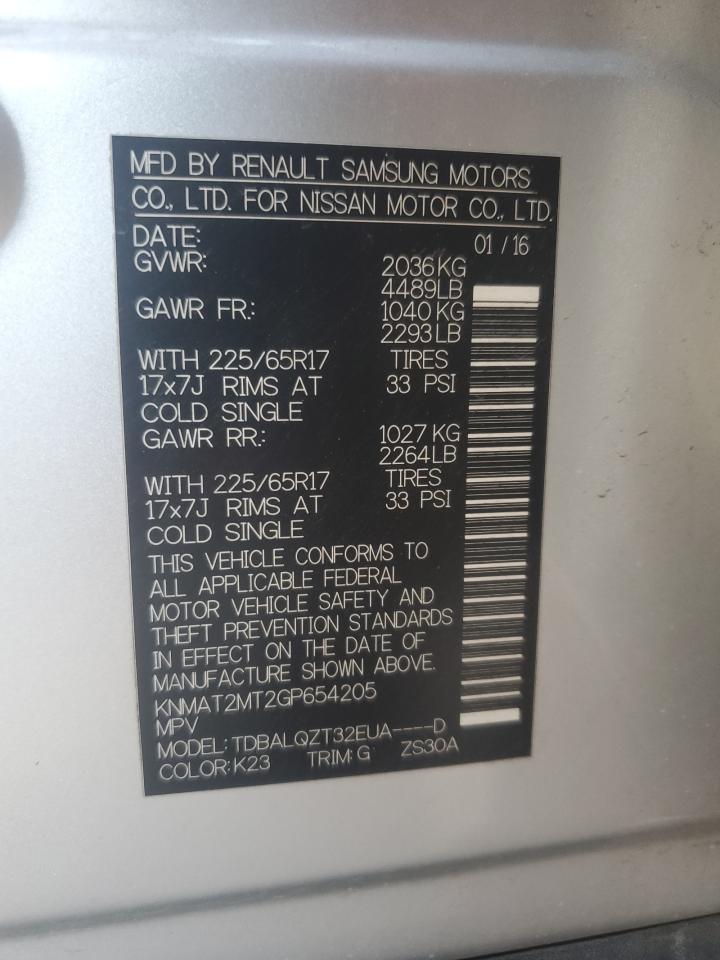 MFD BY RENAULT SAMSUNG MOTORS
CO., LTD. FOR NISSAN MOTOR CO., LTD.
DATE: 01 / 16
GVWR: 2036 KG
4489 LB
GAWR FR.: 1040 KG
2293 LB
WITH 225/65R17 TIRES
17x7J RIMS AT 33 PSI
COLD SINGLE
GAWR RR.: 1027 KG
2264 LB
WITH 225/65R17 TIRES
17x7J RIMS AT 33 PSI
COLD SINGLE
THIS VEHICLE CONFORMS TO
ALL APPLICABLE FEDERAL
MOTOR VEHICLE SAFETY AND
THEFT PREVENTION STANDARDS
IN EFFECT ON THE DATE OF
MANUFACTURE SHOWN ABOVE.
KNMAT2MT2GP654205
MPV
MODEL: TDBALQZT32EUA----D
COLOR: K23 TRIM: G ZS30A